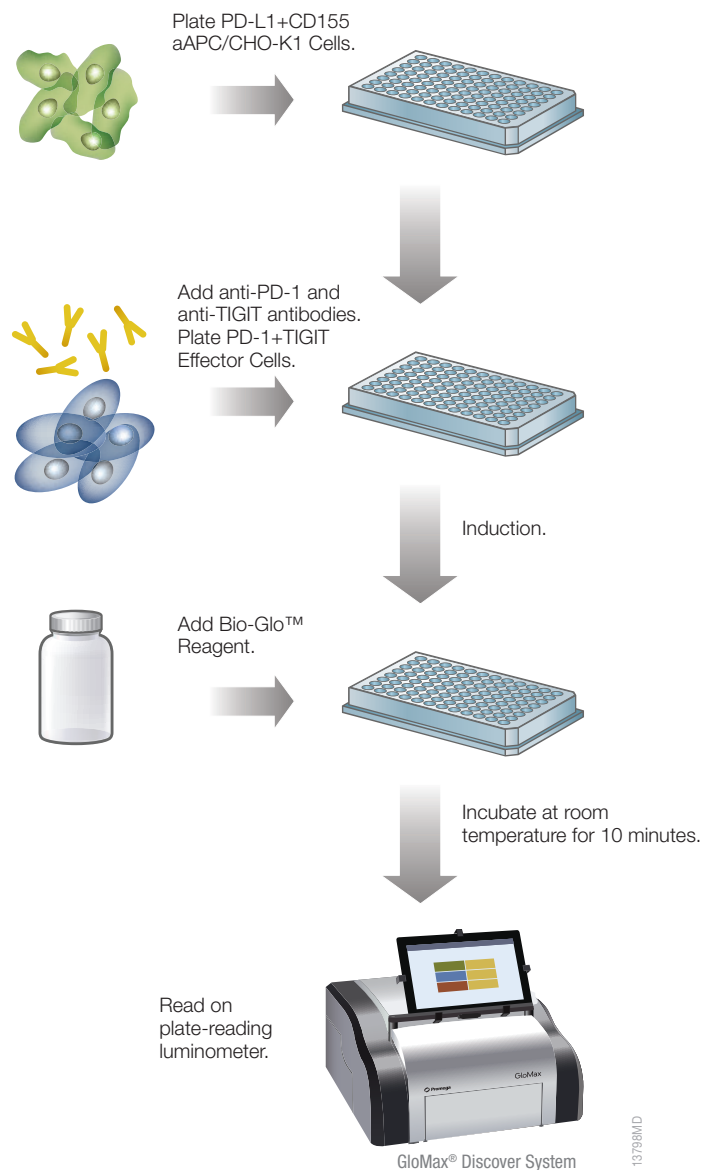 Plate PD-L1+CD155
aAPC/CHO-K1 Cells.
Add anti-PD-1 and
anti-TIGIT antibodies.
Plate PD-1+TIGIT
Effector Cells.
Induction.
Add Bio-Glo™
Reagent.
Incubate at room
temperature for 10 minutes.
Read on
plate-reading
luminometer.
Promega
GloMax
GloMax® Discover System
13798MD